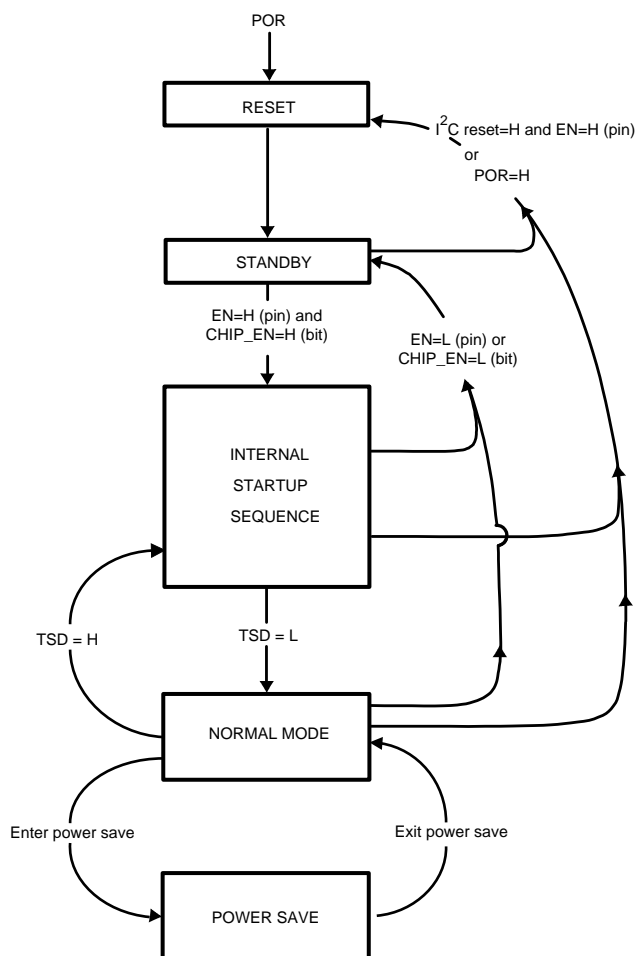 POR
RESET
I2C reset=H and EN=H (pin)
or
POR=H
STANDBY
EN=H (pin) and
CHIP_EN=H (bit)
EN=L (pin) or
CHIP_EN=L (bit)
INTERNAL
STARTUP
SEQUENCE
TSD = H
TSD = L
NORMAL MODE
Enter power save
Exit power save
POWER SAVE